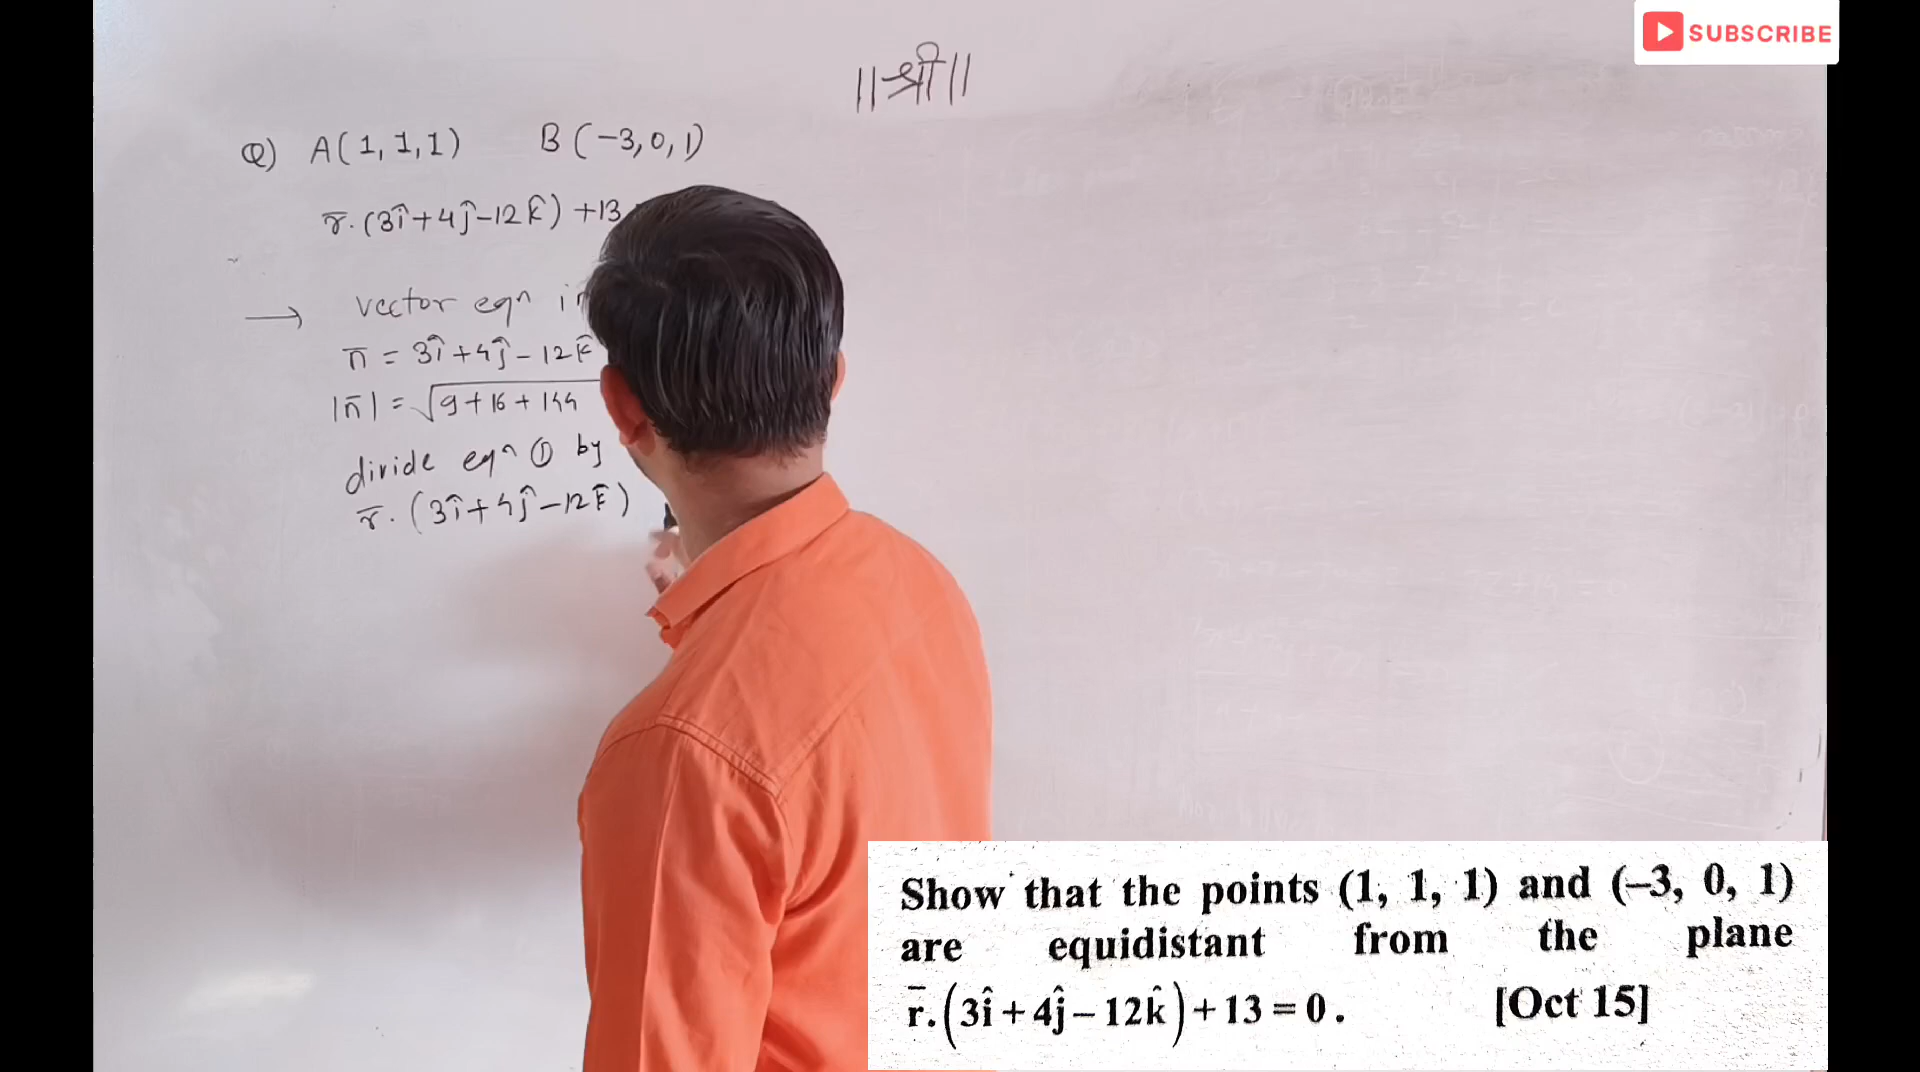 SUBSCRIBE
||श्री||
Q) A(1, 1, 1) B(-3, 0, 1)
r̄.(3î+4ĵ-12k̂) +13
→ vector eqn in
n̄ = 3î+4ĵ-12k̂
|n̄| = √9+16+144
divide eqn ① by
r̄.(3î+4ĵ-12k̂)
Show that the points (1, 1, 1) and (–3, 0, 1)
are equidistant from the plane
r̄.(3î + 4ĵ – 12k̂) + 13 = 0. [Oct 15]